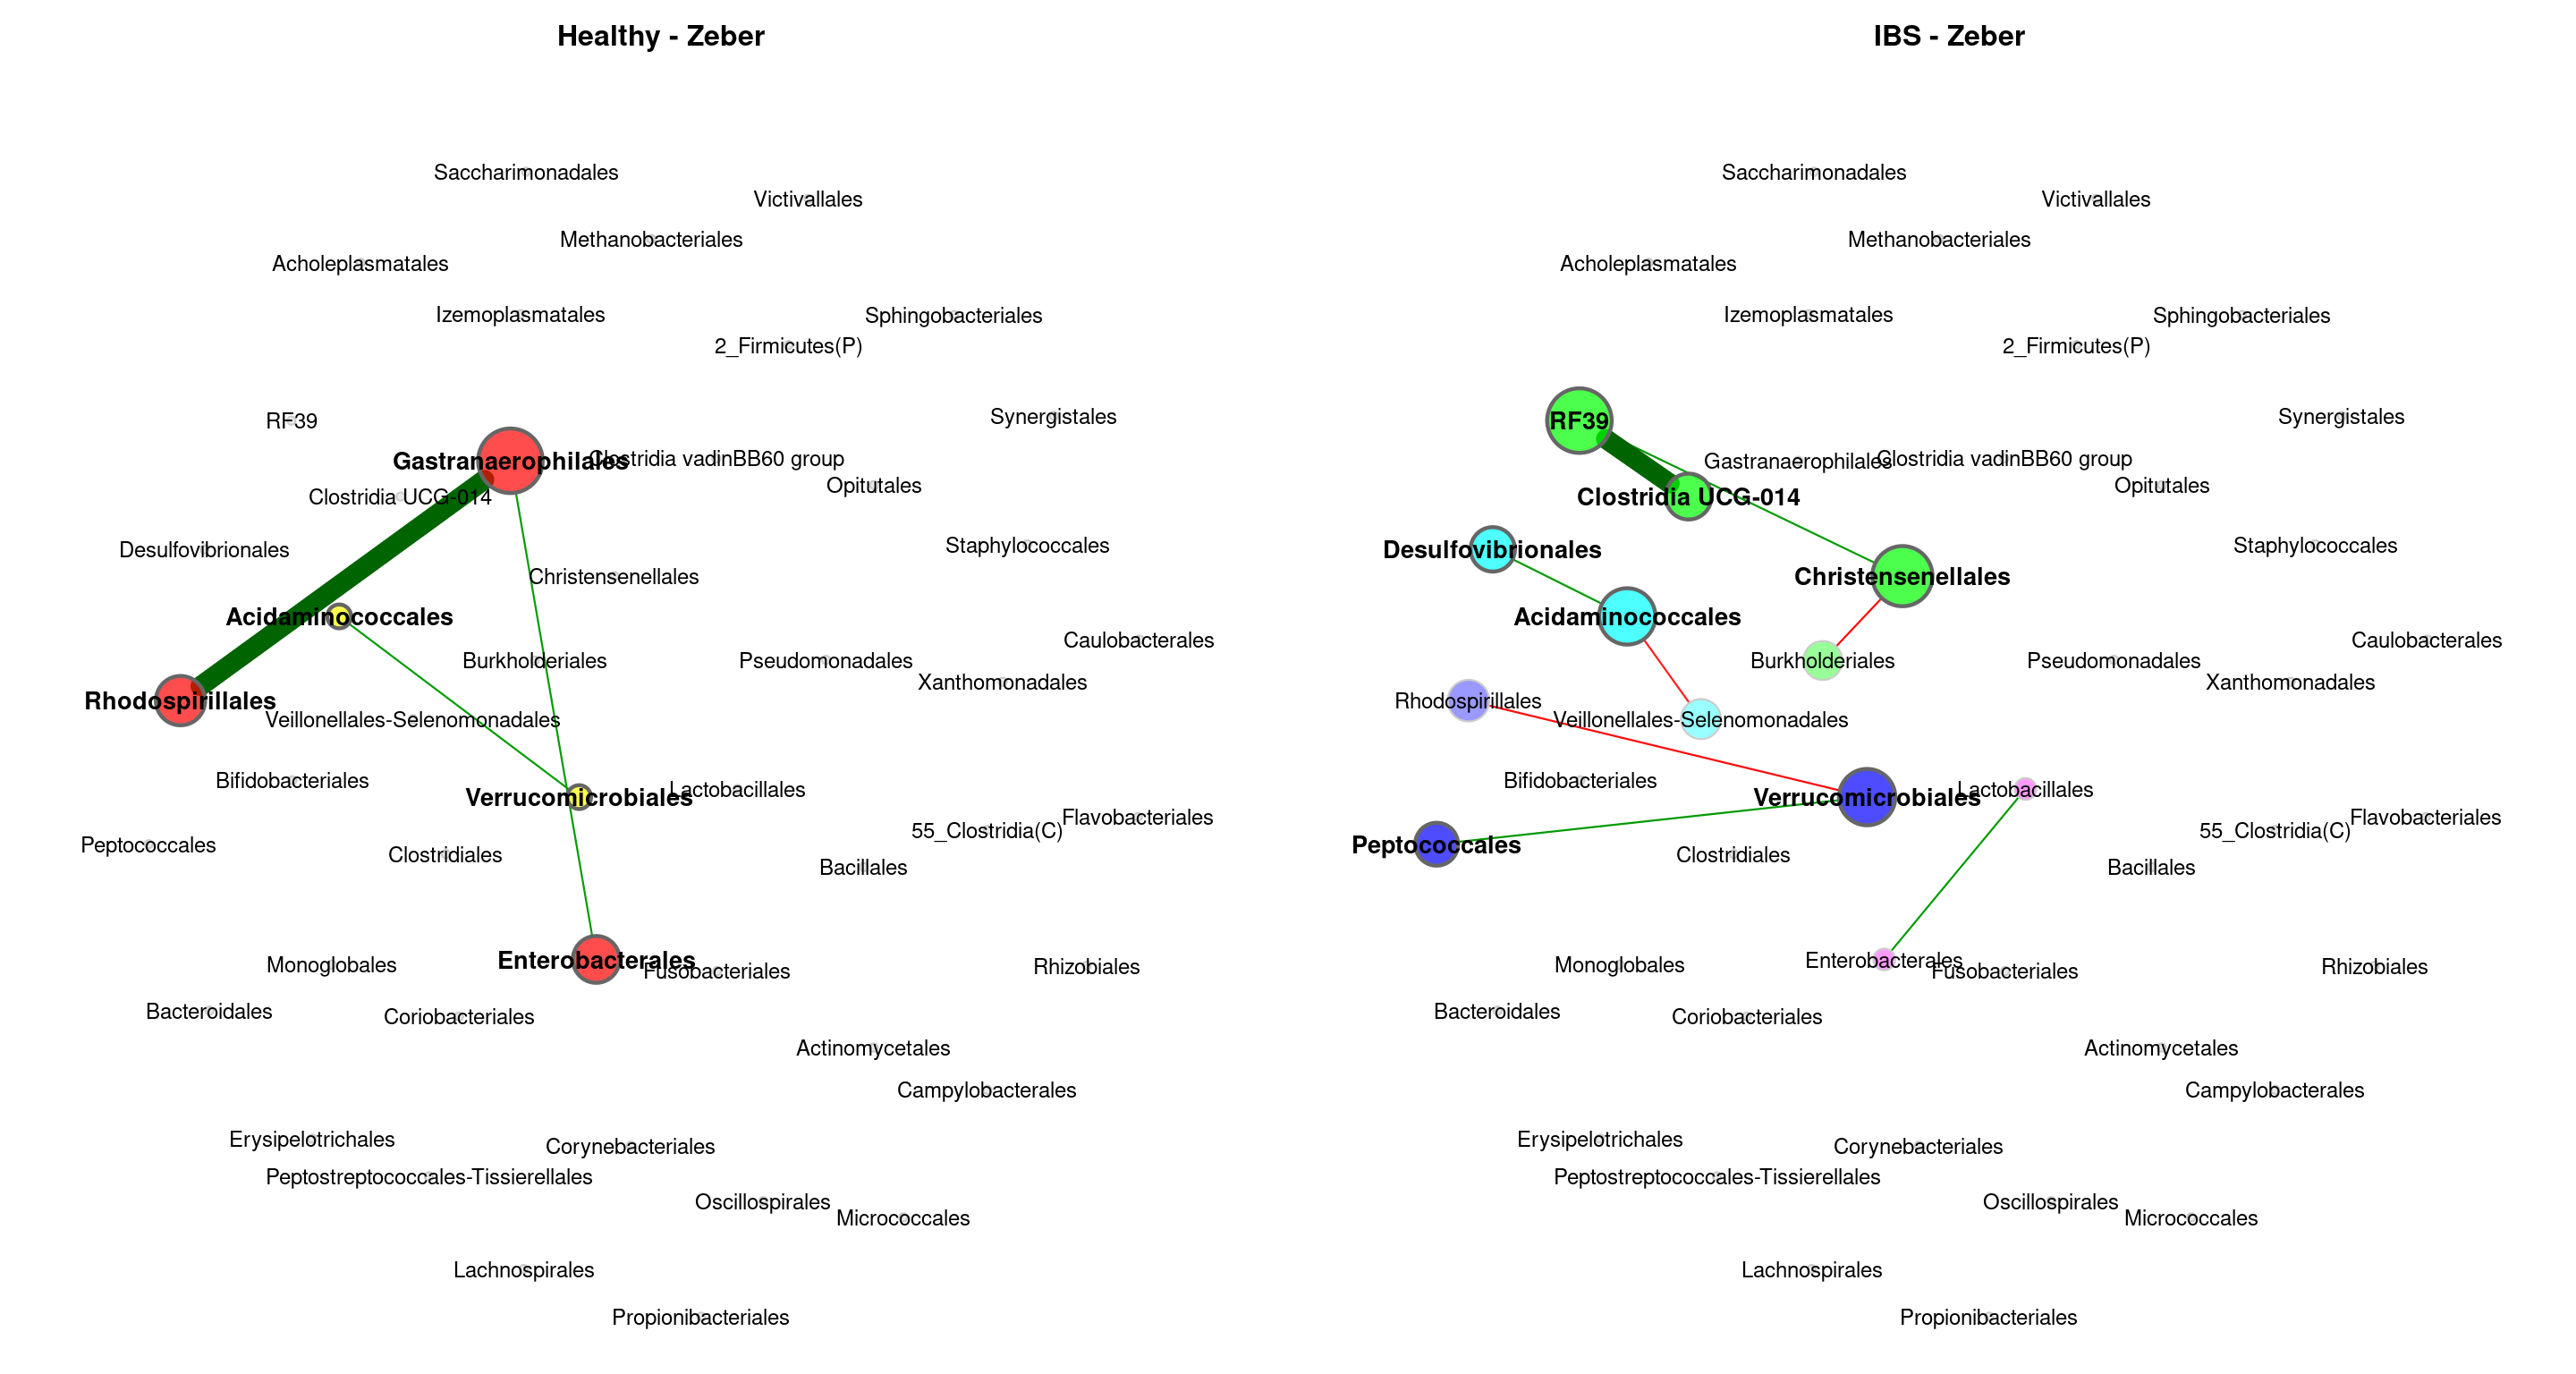 Healthy - Zeber
Saccharimonadales
Victivallales
Methanobacteriales
Acholeplasmatales
Izemoplasmatales
Sphingobacteriales
2_Firmicutes(P)
Synergistales
RF39
Gastranaerophilales
Clostridia vadinBB60 group
Opitutales
Clostridia UCG-014
Staphylococcales
Desulfovibrionales
Christensenellales
Acidaminococcales
Caulobacterales
Burkholderiales
Pseudomonadales
Xanthomonadales
Rhodospirillales
Veillonellales-Selenomonadales
Bifidobacteriales
Lactobacillales
Verrucomicrobiales
Flavobacteriales
55_Clostridia(C)
Peptococcales
Clostridiales
Bacillales
Enterobacterales
Monoglobales
Fusobacteriales
Rhizobiales
Bacteroidales
Coriobacteriales
Actinomycetales
Campylobacterales
Erysipelotrichales
Corynebacteriales
Peptostreptococcales-Tissierellales
Oscillospirales
Micrococcales
Lachnospirales
Propionibacteriales
IBS - Zeber
Saccharimonadales
Victivallales
Methanobacteriales
Acholeplasmatales
Izemoplasmatales
Sphingobacteriales
2_Firmicutes(P)
Synergistales
RF39
Gastranaerophilales
Clostridia vadinBB60 group
Opitutales
Clostridia UCG-014
Staphylococcales
Desulfovibrionales
Christensenellales
Acidaminococcales
Caulobacterales
Burkholderiales
Pseudomonadales
Xanthomonadales
Rhodospirillales
Veillonellales-Selenomonadales
Bifidobacteriales
Lactobacillales
Verrucomicrobiales
Flavobacteriales
55_Clostridia(C)
Peptococcales
Clostridiales
Bacillales
Enterobacterales
Monoglobales
Fusobacteriales
Rhizobiales
Bacteroidales
Coriobacteriales
Actinomycetales
Campylobacterales
Erysipelotrichales
Corynebacteriales
Peptostreptococcales-Tissierellales
Oscillospirales
Micrococcales
Lachnospirales
Propionibacteriales